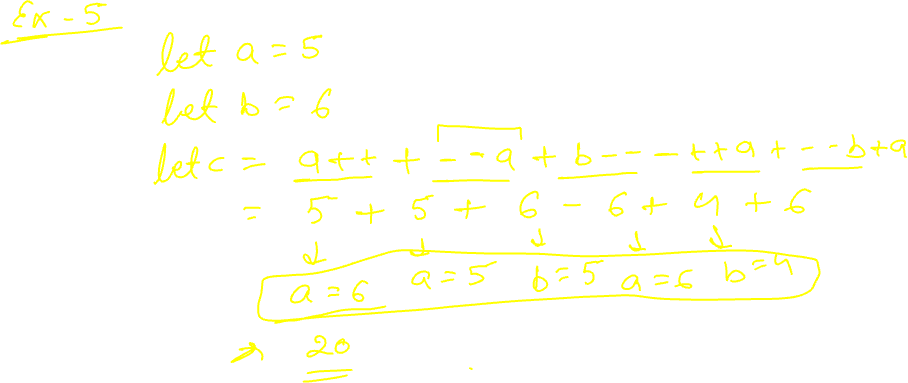 Ex - 5
let a = 5
let b = 6
let c = a++ + --a + b-- - ++a + --b + a
= 5 + 5 + 6 - 6 + 4 + 6
↓ ↓ ↓ ↓ ↓
a = 6 a = 5 b = 5 a = 6 b = 4
→ 20